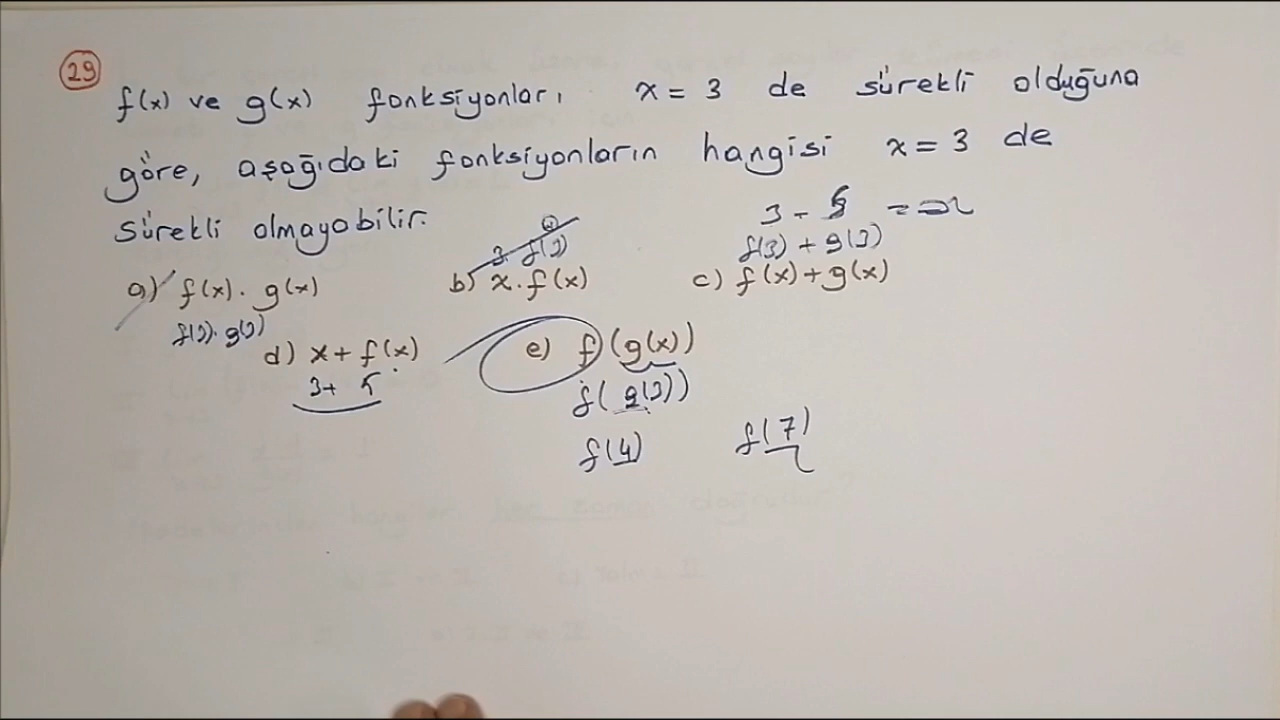 29
f(x) ve g(x) fonksiyonları x = 3 de sürekli olduğuna
göre, aşağıdaki fonksiyonların hangisi x = 3 de
sürekli olmayabilir.
3 - 5 =
3. f(3)
f(3) + g(3)
a) f(x). g(x)
b) x. f(x)
c) f(x)+g(x)
f(3). g(3)
d) x + f(x)
e) f(g(x))
3+ 5
f(g(3))
f(4)
f(7)